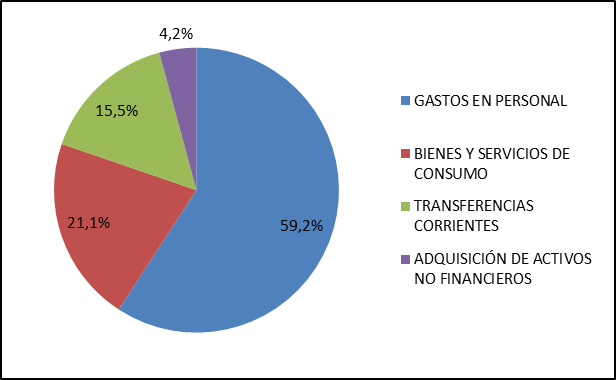 4,2%
15,5%
21,1%
59,2%
GASTOS EN PERSONAL
BIENES Y SERVICIOS DE
CONSUMO
TRANSFERENCIAS
CORRIENTES
ADQUISICIÓN DE ACTIVOS
NO FINANCIEROS